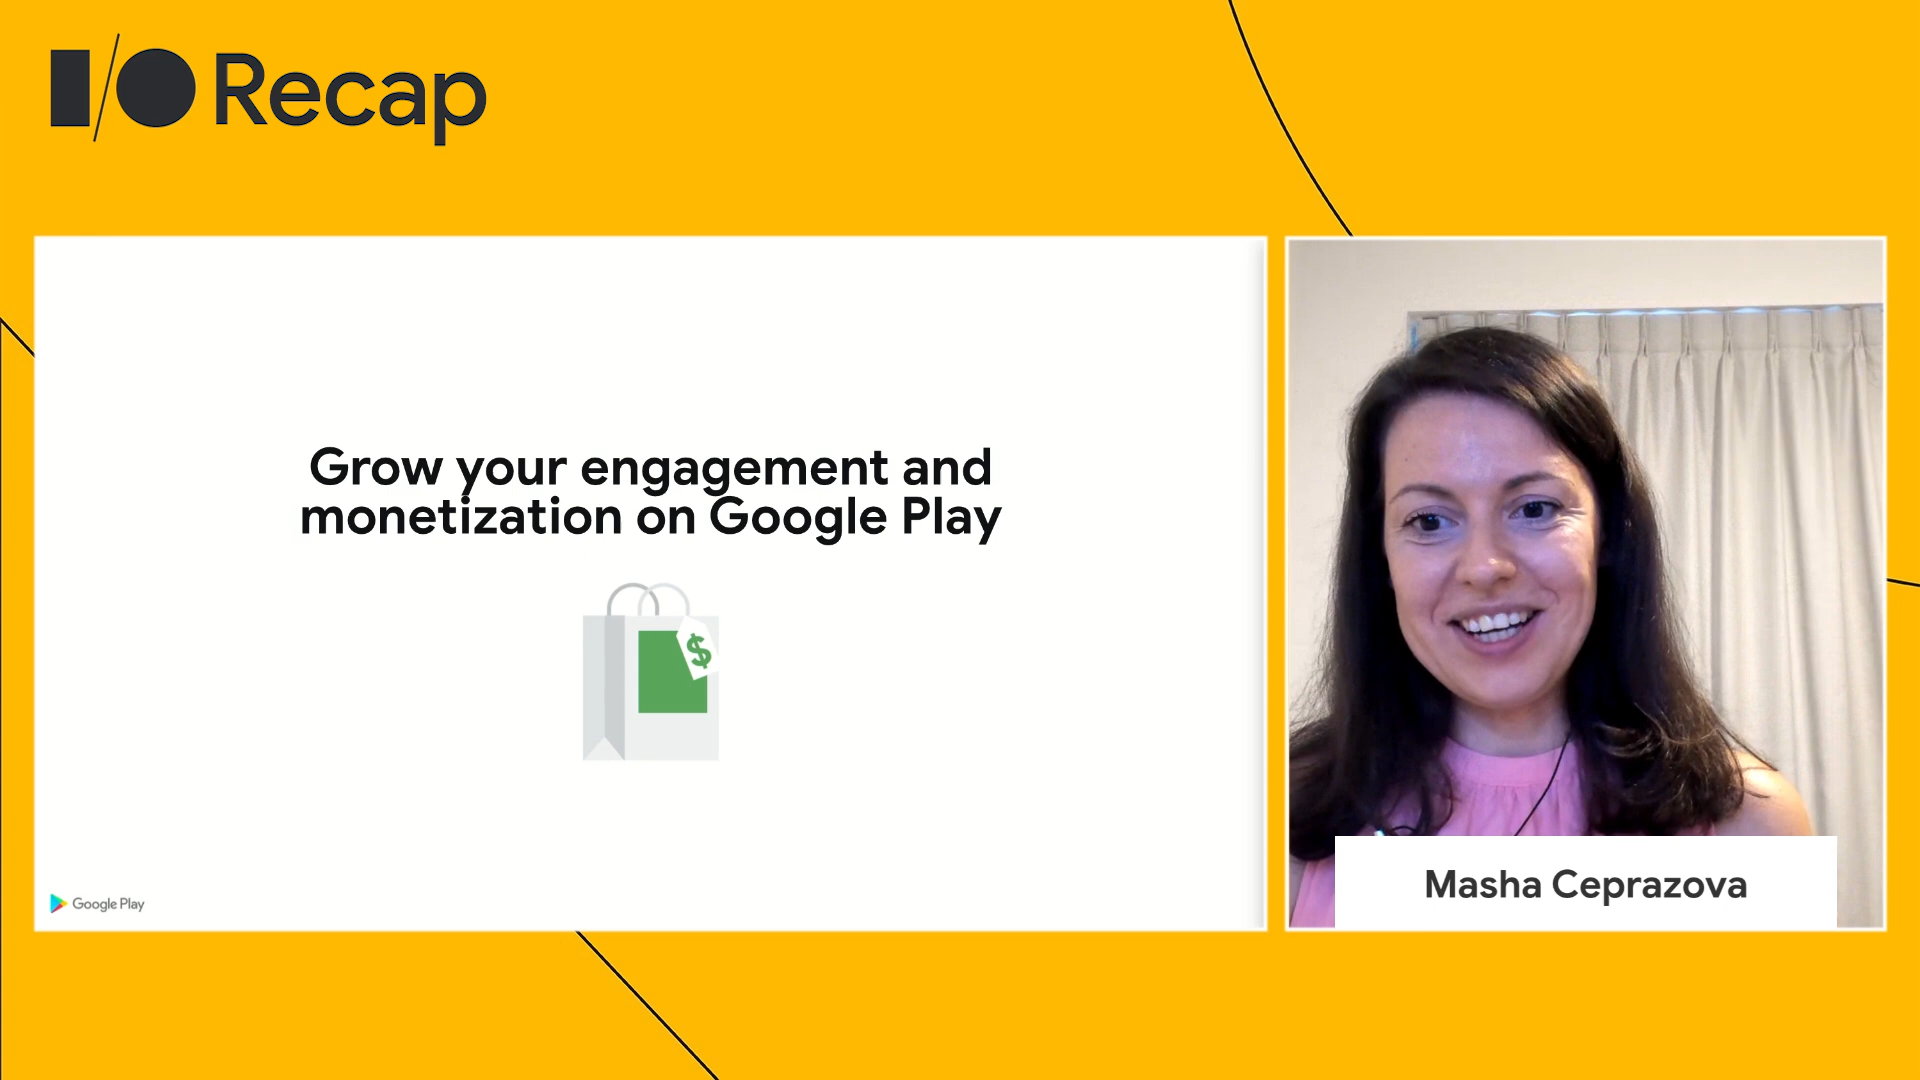 I/O Recap
Grow your engagement and
monetization on Google Play
$
Google Play
Masha Ceprazova